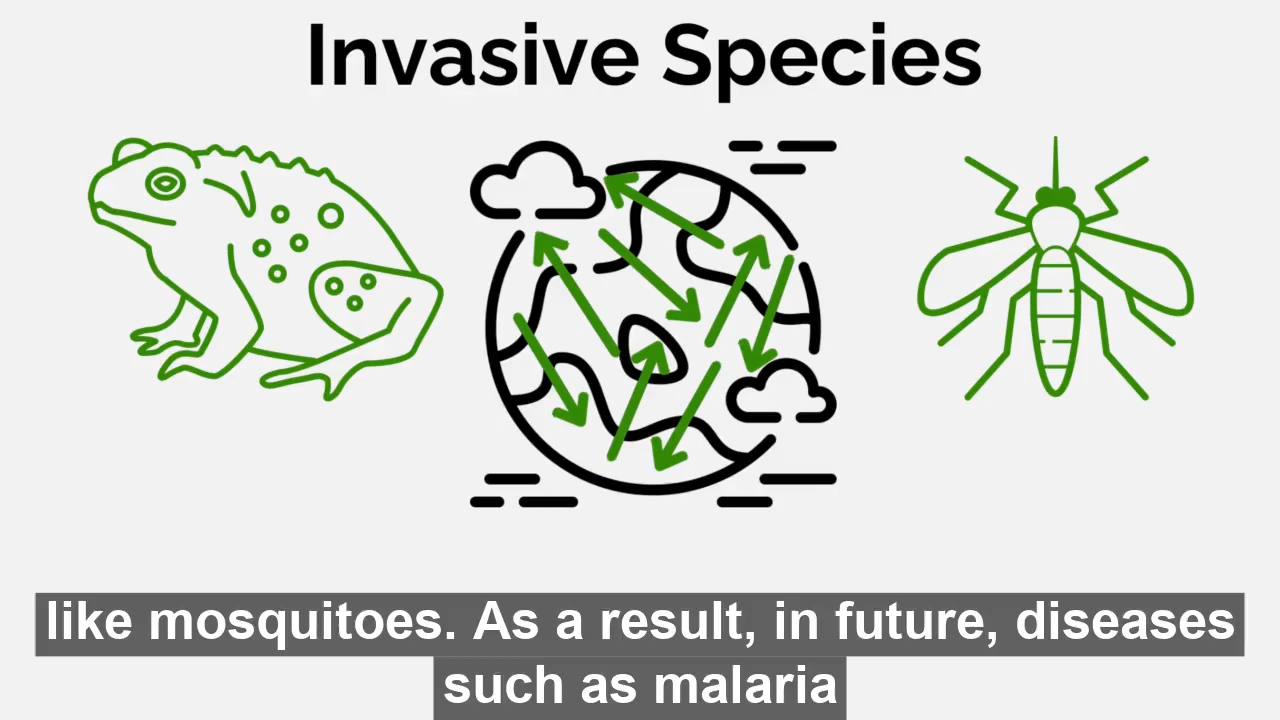 Invasive Species
like mosquitoes. As a result, in future, diseases
such as malaria